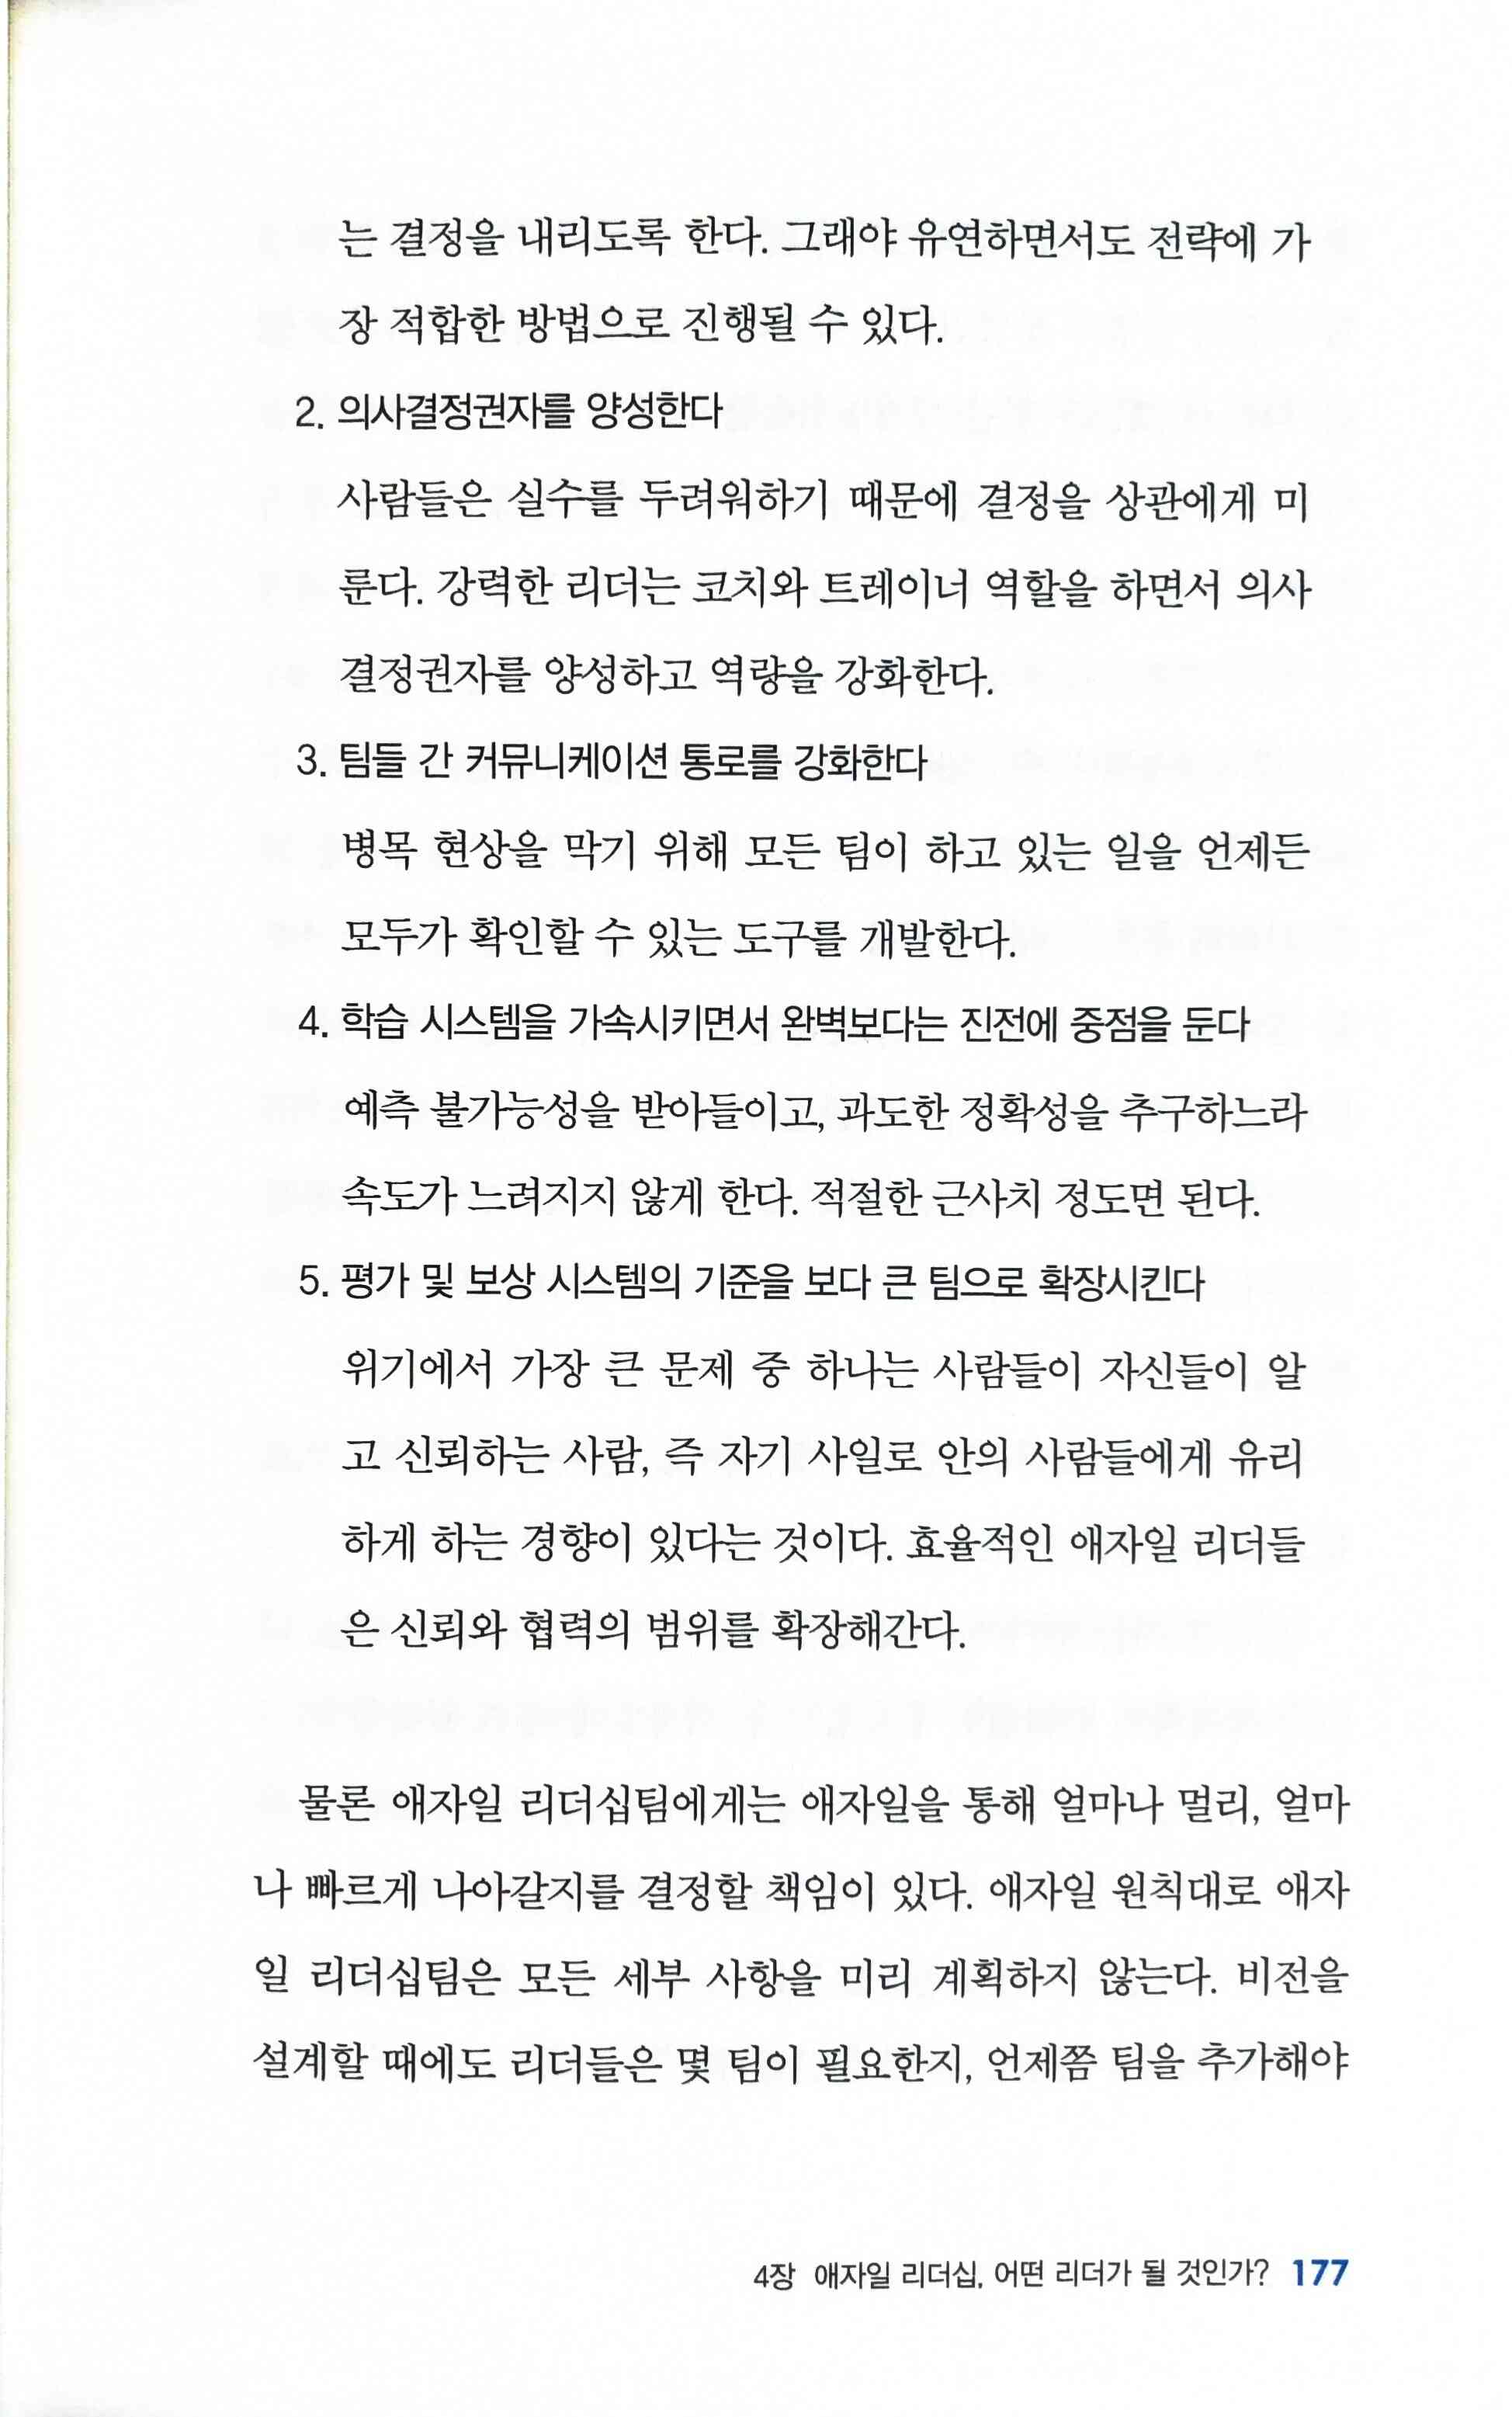 는 결정을 내리도록 한다. 그래야 유연하면서도 전략에 가
장 적합한 방법으로 진행될 수 있다.
2. 의사결정권자를 양성한다
사람들은 실수를 두려워하기 때문에 결정을 상관에게 미
룬다. 강력한 리더는 코치와 트레이너 역할을 하면서 의사
결정권자를 양성하고 역량을 강화한다.
3. 팀들 간 커뮤니케이션 통로를 강화한다
병목 현상을 막기 위해 모든 팀이 하고 있는 일을 언제든
모두가 확인할 수 있는 도구를 개발한다.
4. 학습 시스템을 가속시키면서 완벽보다는 진전에 중점을 둔다
예측 불가능성을 받아들이고, 과도한 정확성을 추구하느라
속도가 느려지지 않게 한다. 적절한 근사치 정도면 된다.
5. 평가 및 보상 시스템의 기준을 보다 큰 팀으로 확장시킨다
위기에서 가장 큰 문제 중 하나는 사람들이 자신들이 알
고 신뢰하는 사람, 즉 자기 사일로 안의 사람들에게 유리
하게 하는 경향이 있다는 것이다. 효율적인 애자일 리더들
은 신뢰와 협력의 범위를 확장해간다.
물론 애자일 리더십팀에게는 애자일을 통해 얼마나 멀리, 얼마
나 빠르게 나아갈지를 결정할 책임이 있다. 애자일 원칙대로 애자
일 리더십팀은 모든 세부 사항을 미리 계획하지 않는다. 비전을
설계할 때에도 리더들은 몇 팀이 필요한지, 언제쯤 팀을 추가해야
4장 애자일 리더십, 어떤 리더가 될 것인가? 177